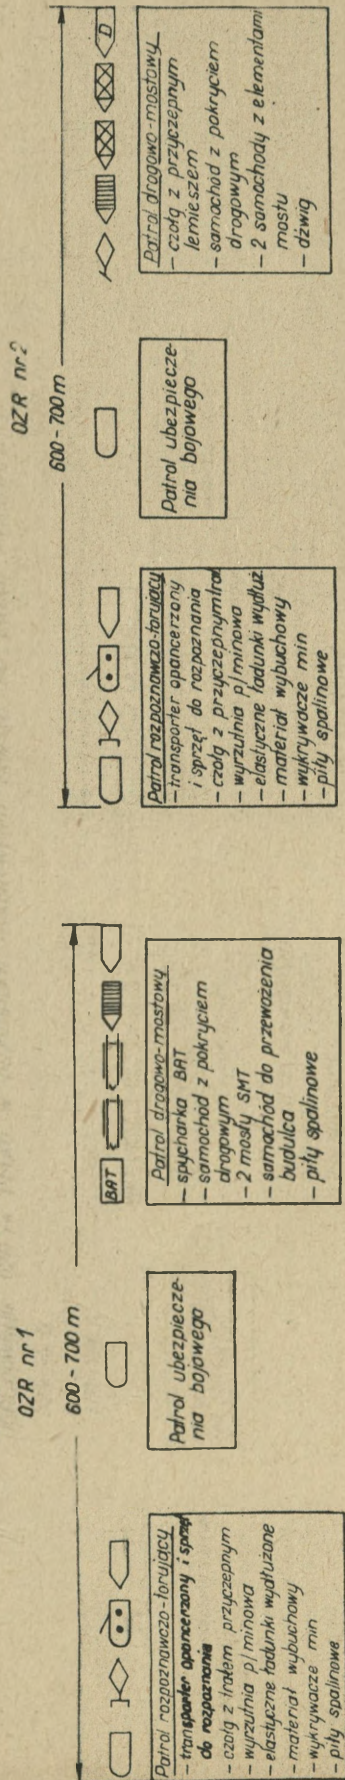 OZR nr 1
600-700 m
BAT
Patrol rozpoznawczo-torujący
- transporter opancerzony i sprzęt
do rozpoznania
- czołg z trałem przyczepnym
- wyrzutnia p/minowa
- elastyczne ładunki wydłużone
- materiał wybuchowy
- wykrywacze min
- piły spalinowe
Patrol ubezpiecze-
nia bojowego
Patrol drogowo-mostowy
- spycharka BAT
- samochód z pokryciem
drogowym
- 2 mosty SMT
- samochód do przewożenia
budulca
- piły spalinowe
OZR nr 2
600-700 m
D
Patrol rozpoznawczo-torujący
- transporter opancerzony
i sprzęt do rozpoznania
- czołg z przyczepnym trał
- wyrzutnia p/minowa
- elastyczne ładunki wydłuż.
- materiał wybuchowy
- wykrywacze min
- piły spalinowe
Patrol ubezpiecze-
nia bojowego
Patrol drogowo-mostowy
- czołg z przyczepnym
lemieszem
- samochód z pokryciem
drogowym
- 2 samochody z elementami
mostu
- dźwig